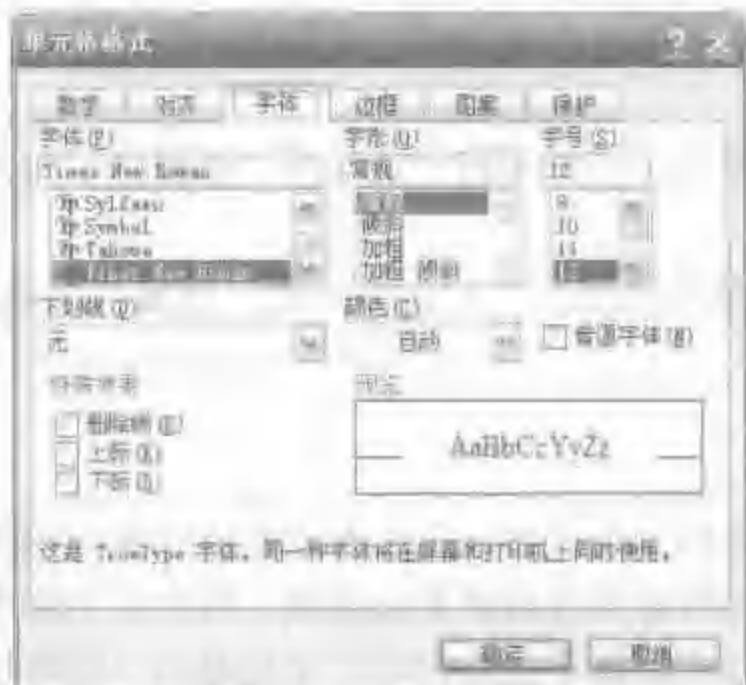 单元格格式
数字 对齐 字体 边框 图案 保护
字体(F) 字形(O) 字号(S)
Times New Roman 常规 12
Sylfaen 常规 9
Symbol 倾斜 10
Tahoma 加粗 11
Times New Roman 加粗 倾斜 12
下划线(U) 颜色(C)
无 自动 普通字体(N)
特殊效果 预览
删除线(E)
上标
下标
AaBbCcYyZz
这是 TrueType 字体。同一种字体将在屏幕和打印机上同时使用。
确定 取消